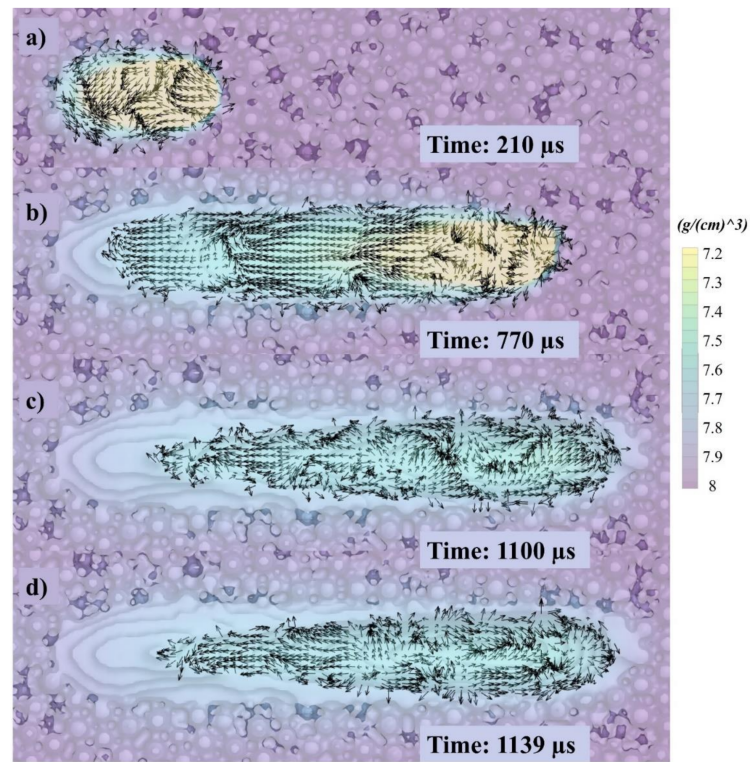 a)
Time: 210 μs
b)
Time: 770 μs
c)
Time: 1100 μs
d)
Time: 1139 μs
(g/(cm)^3)
7.2
7.3
7.4
7.5
7.6
7.7
7.8
7.9
8